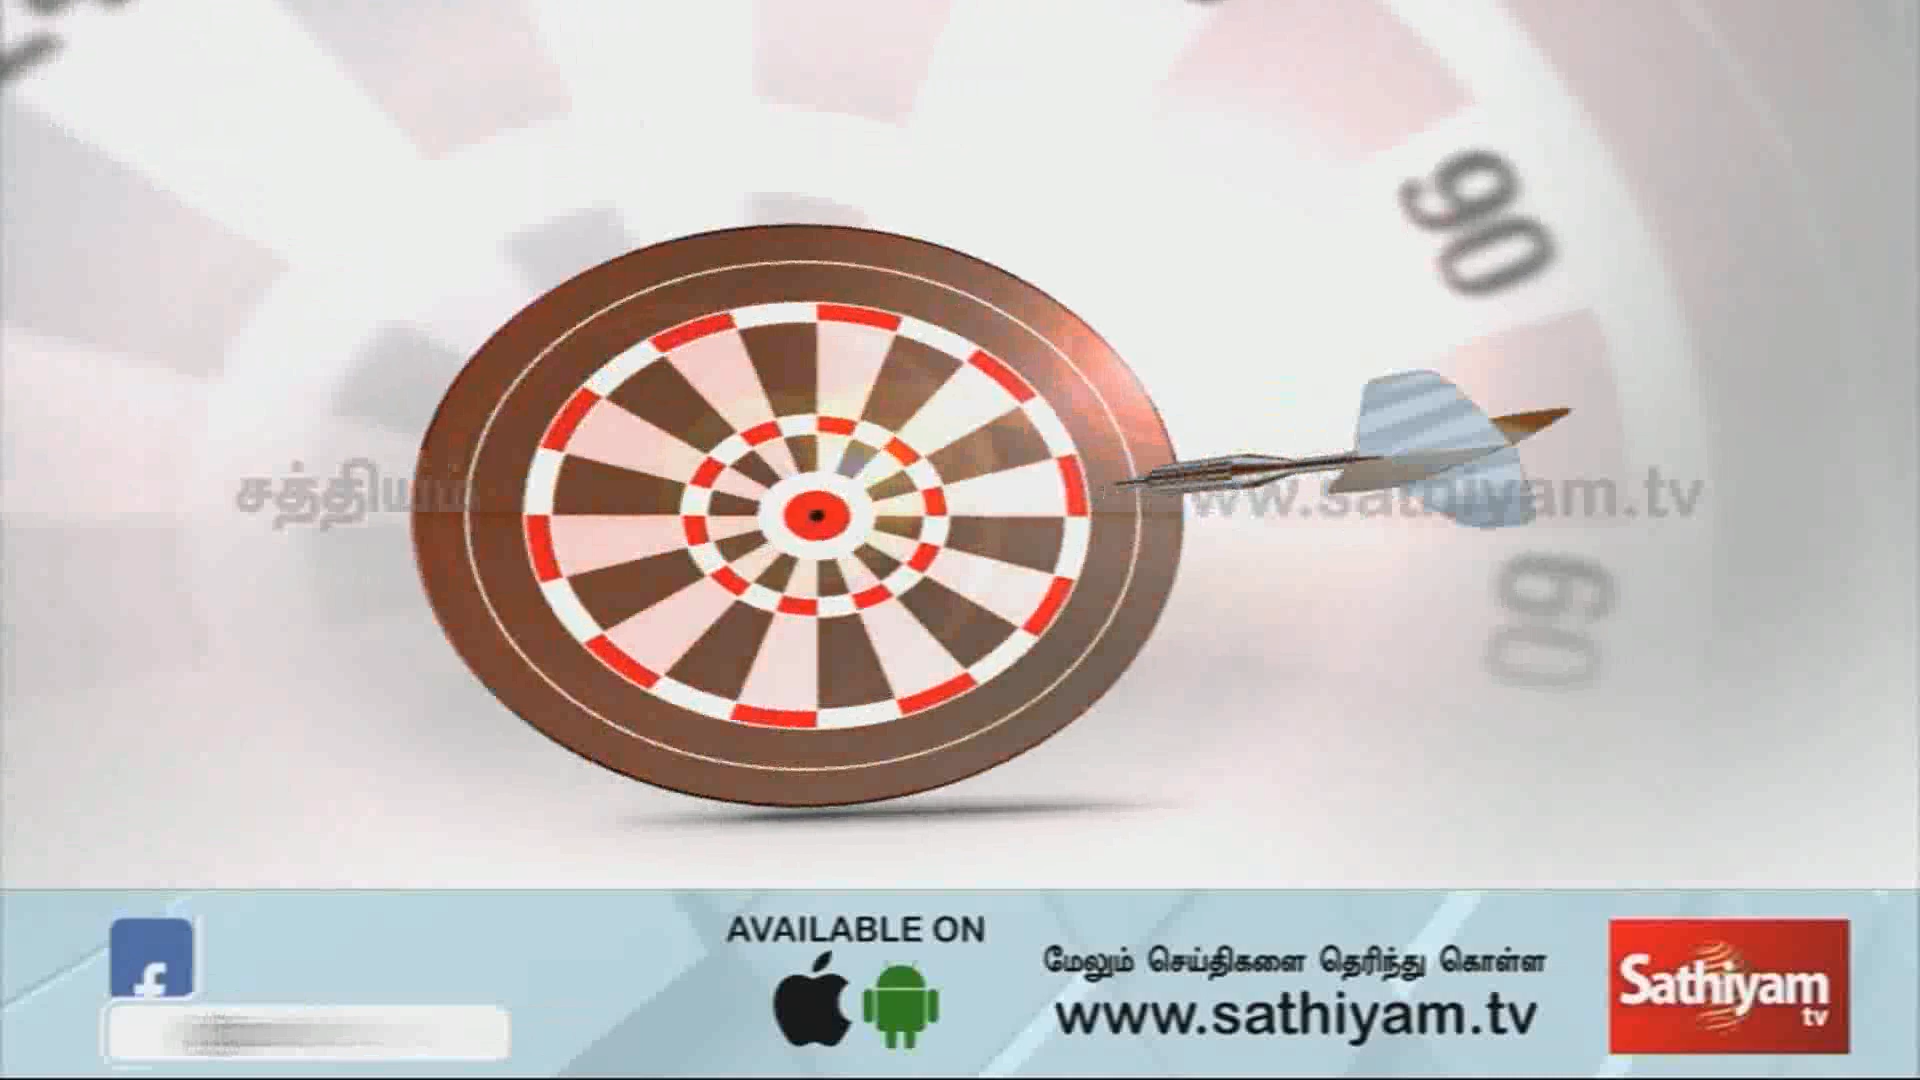 90
சத்தியம்
www.sathiyam.tv
60
AVAILABLE ON
மேலும் செய்திகளை தெரிந்து கொள்ள
www.sathiyam.tv
Sathiyam
tv